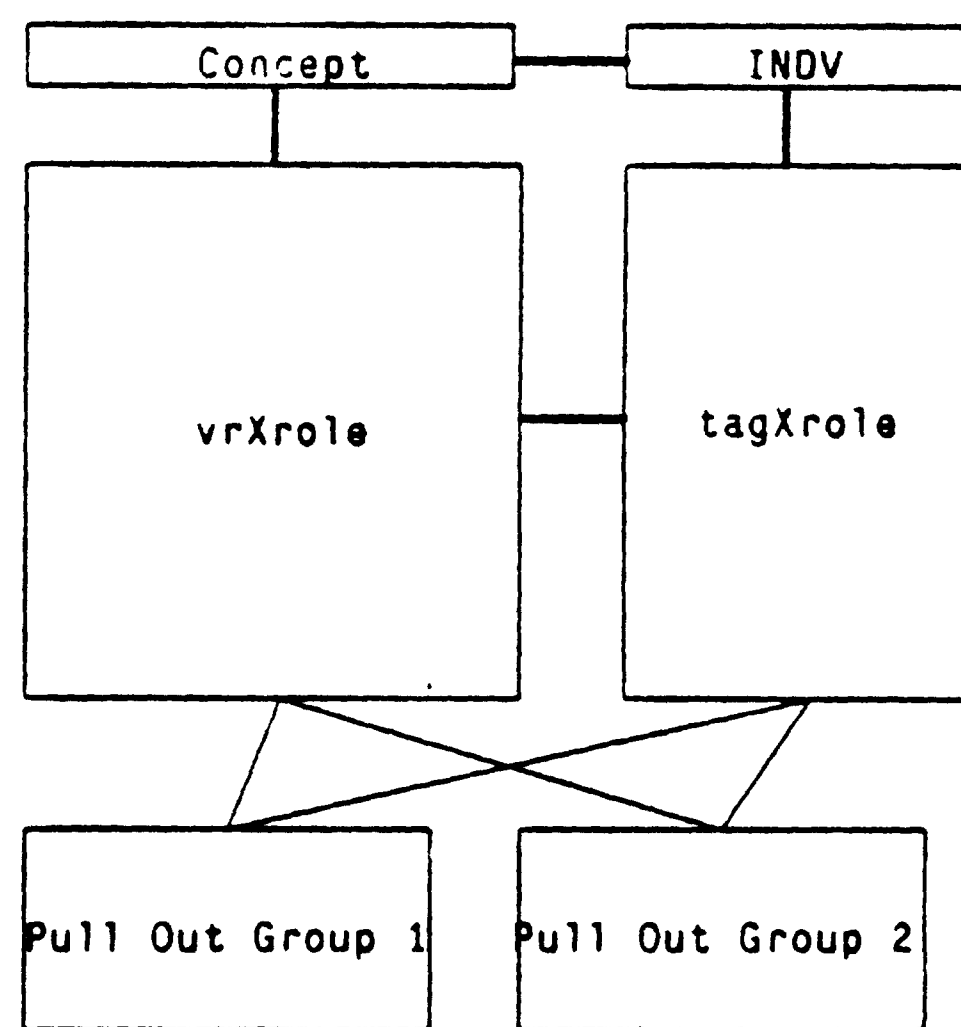 Concept
INDV
vrXrole
tagXrole
Pull Out Group 1
Pull Out Group 2